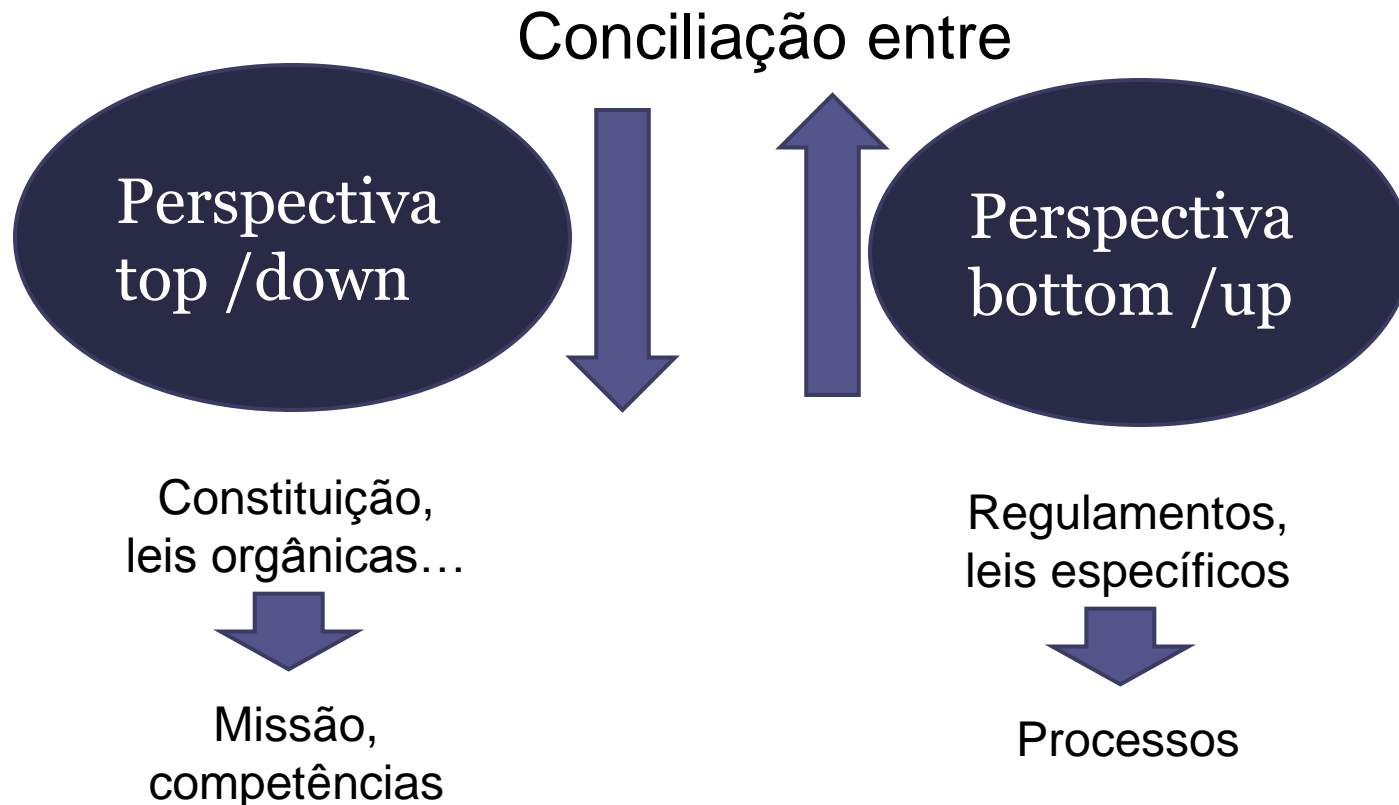 Conciliação entre
Perspectiva
top /down
Perspectiva
bottom /up
Constituição,
leis orgânicas…
Regulamentos,
leis específicos
Missão,
competências
Processos